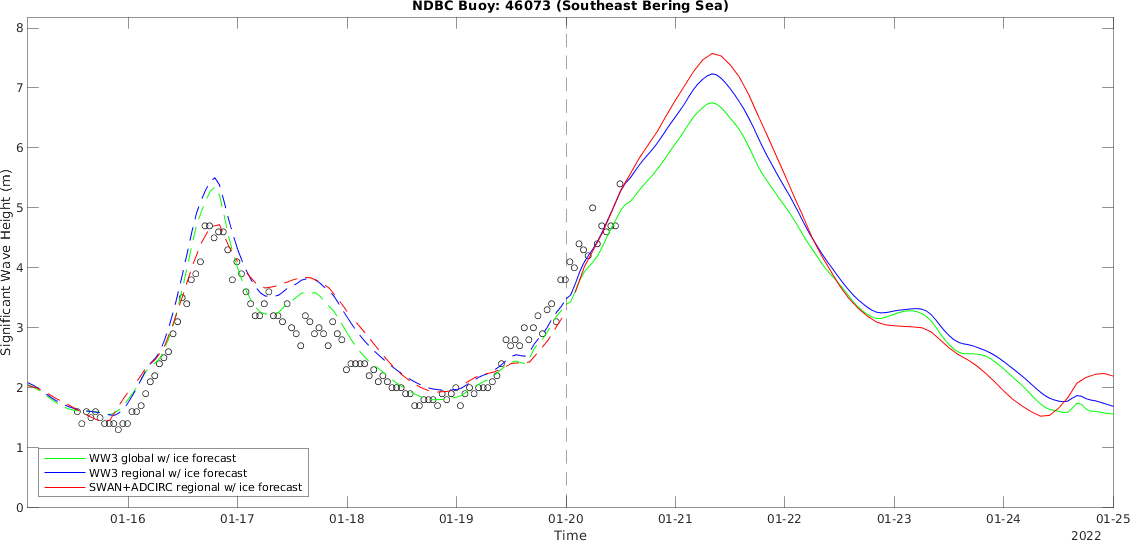 NDBC Buoy: 46073 (Southeast Bering Sea)
8
7
6
5
4
3
2
1
0
Significant Wave Height (m)
WW3 global w/ ice forecast
WW3 regional w/ ice forecast
SWAN+ADCIRC regional w/ ice forecast
01-16 01-17 01-18 01-19 01-20 01-21 01-22 01-23 01-24 01-25
Time
2022